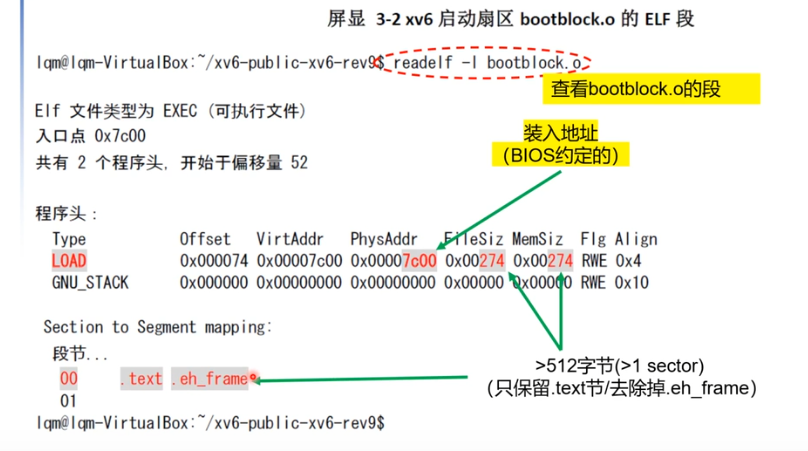 屏显 3-2 xv6 启动扇区 bootblock.o 的 ELF 段
lqm@lqm-VirtualBox:~/xv6-public-xv6-rev9$ readelf -l bootblock.o
查看bootblock.o的段
Elf 文件类型为 EXEC (可执行文件)
入口点 0x7c00
共有 2 个程序头，开始于偏移量 52
装入地址
（BIOS约定的）
程序头：
Type Offset VirtAddr PhysAddr FileSiz MemSiz Flg Align
LOAD 0x000074 0x00007c00 0x00007c00 0x00274 0x00274 RWE 0x4
GNU_STACK 0x000000 0x00000000 0x00000000 0x00000 0x00000 RWE 0x10
Section to Segment mapping:
段节...
00 .text .eh_frame
01
>512字节(>1 sector)
（只保留.text节/去除掉.eh_frame）
lqm@lqm-VirtualBox:~/xv6-public-xv6-rev9$